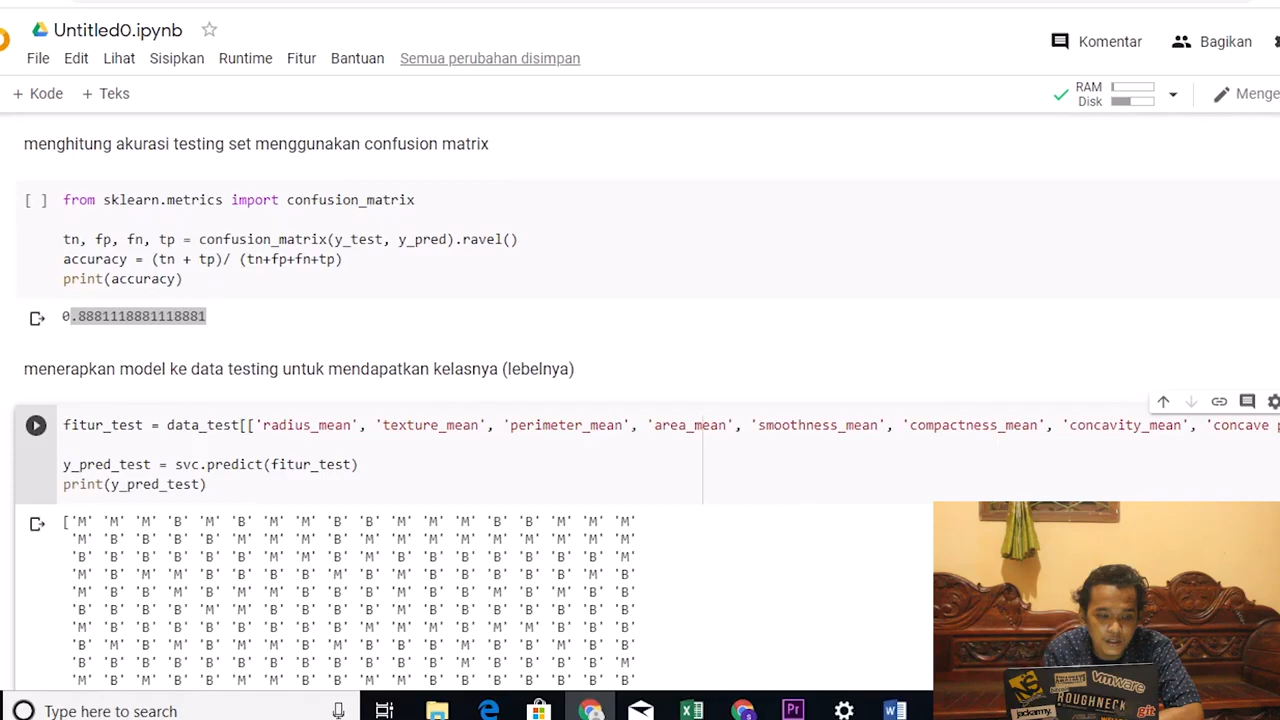 Untitled0.ipynb
File Edit Lihat Sisipkan Runtime Fitur Bantuan Semua perubahan disimpan
Komentar Bagikan
+ Kode + Teks
RAM
Disk
Menge
menghitung akurasi testing set menggunakan confusion matrix
[ ] from sklearn.metrics import confusion_matrix
tn, fp, fn, tp = confusion_matrix(y_test, y_pred).ravel()
accuracy = (tn + tp)/ (tn+fp+fn+tp)
print(accuracy)
0.8881118881118881
menerapkan model ke data testing untuk mendapatkan kelasnya (lebelnya)
fitur_test = data_test[['radius_mean', 'texture_mean', 'perimeter_mean', 'area_mean', 'smoothness_mean', 'compactness_mean', 'concavity_mean', 'concave p
y_pred_test = svc.predict(fitur_test)
print(y_pred_test)
['M' 'M' 'M' 'B' 'M' 'B' 'M' 'M' 'B' 'B' 'M' 'M' 'M' 'B' 'B' 'M' 'M' 'M'
'M' 'B' 'B' 'B' 'B' 'M' 'M' 'M' 'B' 'M' 'M' 'M' 'M' 'B' 'M' 'M' 'M' 'M'
'B' 'B' 'M' 'M' 'B' 'B' 'M' 'B' 'B' 'M' 'B' 'B' 'M' 'B' 'B' 'B' 'B' 'M'
'M' 'B' 'M' 'M' 'B' 'B' 'B' 'B' 'M' 'B' 'M' 'B' 'B' 'B' 'B' 'B' 'M' 'B'
'M' 'B' 'B' 'M' 'M' 'B' 'M' 'M' 'B' 'B' 'B' 'M' 'B' 'M' 'B' 'M' 'B' 'B'
'B' 'B' 'B' 'B' 'M' 'M' 'B' 'B' 'B' 'B' 'M' 'B' 'B' 'B' 'B' 'B' 'B' 'B'
'M' 'B' 'B' 'B' 'B' 'B' 'B' 'B' 'B' 'M' 'M' 'M' 'B' 'M' 'B' 'B' 'B' 'B'
'B' 'M' 'B' 'M' 'B' 'M' 'B' 'B' 'M' 'B' 'B' 'B' 'M' 'B' 'M' 'B' 'B' 'B'
'B' 'B' 'B' 'B' 'B' 'B' 'B' 'B' 'B' 'B' 'B' 'B' 'M' 'B' 'B' 'B' 'B' 'M'
'M' 'B' 'M' 'B' 'B' 'M' 'M' 'B' 'B' 'B' 'B' 'B' 'M' 'B' 'B' 'B' 'B' 'B'
vmware
ROUGHNECK
jackarmy.
git
Type here to search